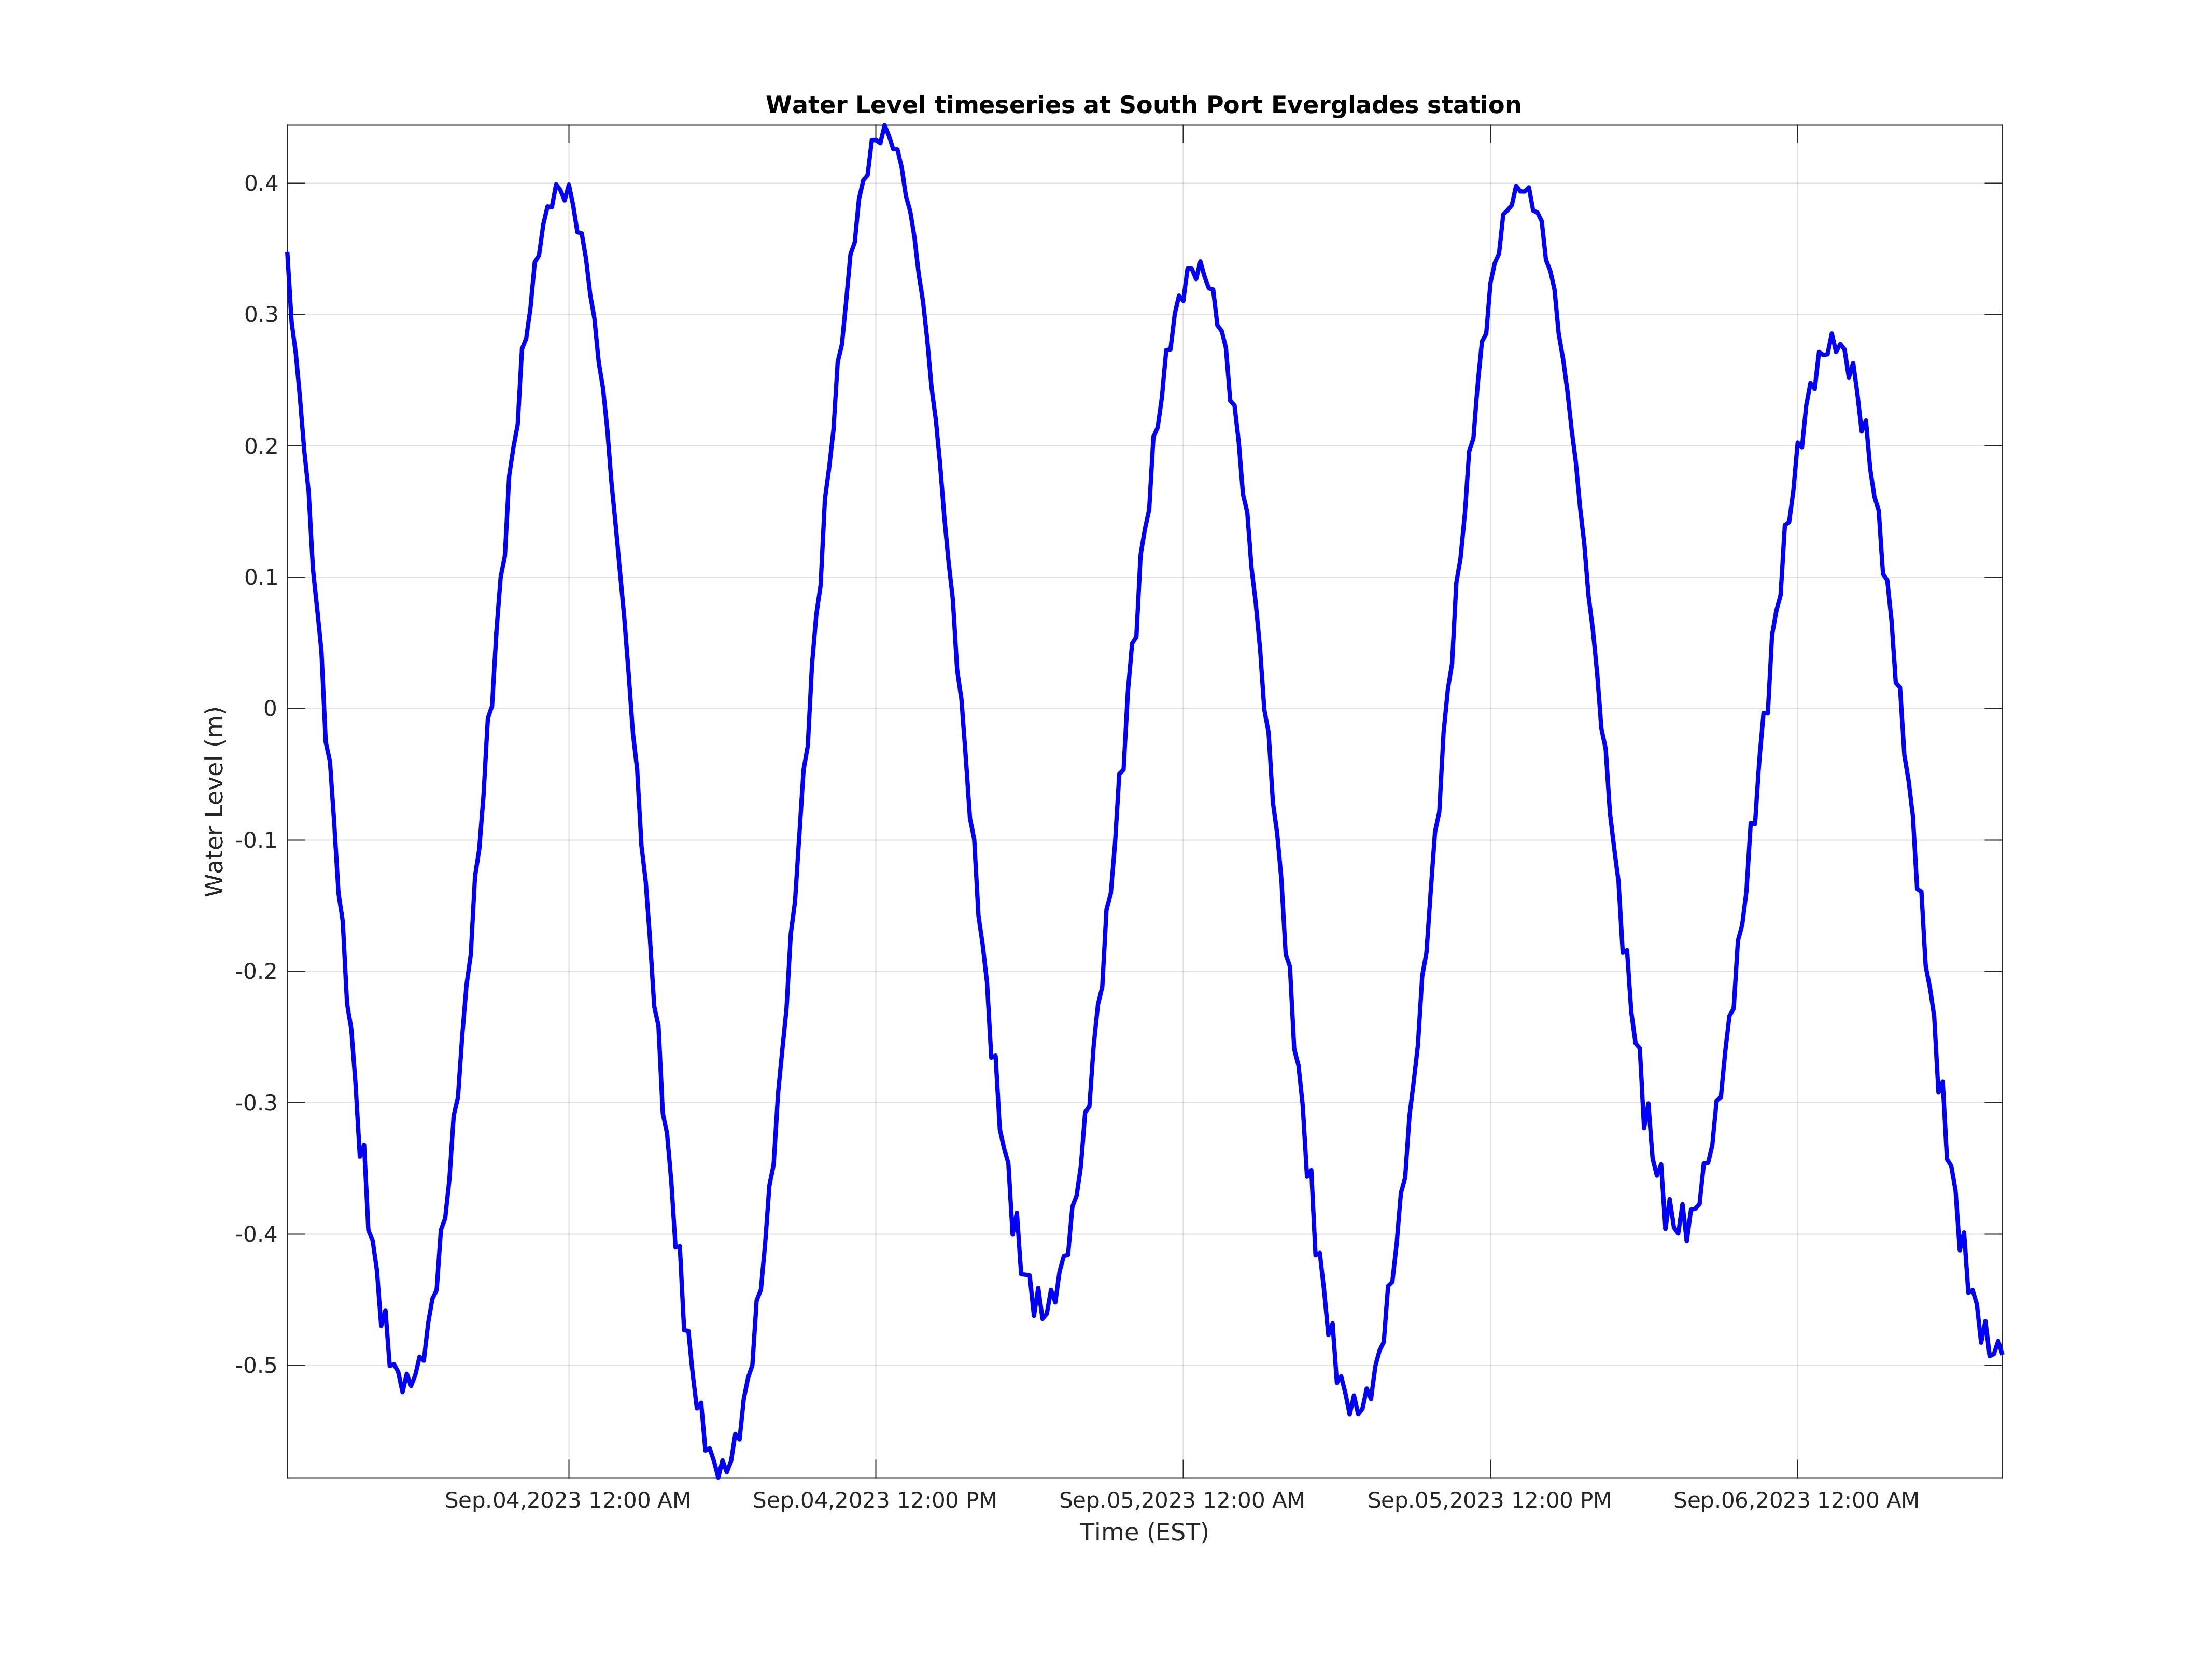 Water Level timeseries at South Port Everglades station
0.4
0.3
0.2
0.1
0
-0.1
-0.2
-0.3
-0.4
-0.5
Water Level (m)
Sep.04,2023 12:00 AM
Sep.04,2023 12:00 PM
Sep.05,2023 12:00 AM
Sep.05,2023 12:00 PM
Sep.06,2023 12:00 AM
Time (EST)